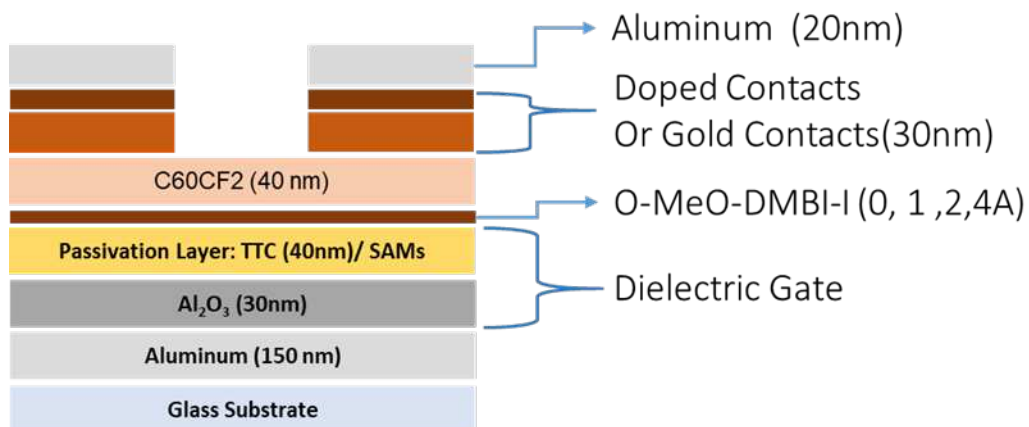 Aluminum (20nm)
Doped Contacts
Or Gold Contacts(30nm)
C60CF2 (40 nm)
O-MeO-DMBI-I (0, 1 ,2,4A)
Passivation Layer: TTC (40nm)/ SAMs
Dielectric Gate
Al₂O₃ (30nm)
Aluminum (150 nm)
Glass Substrate